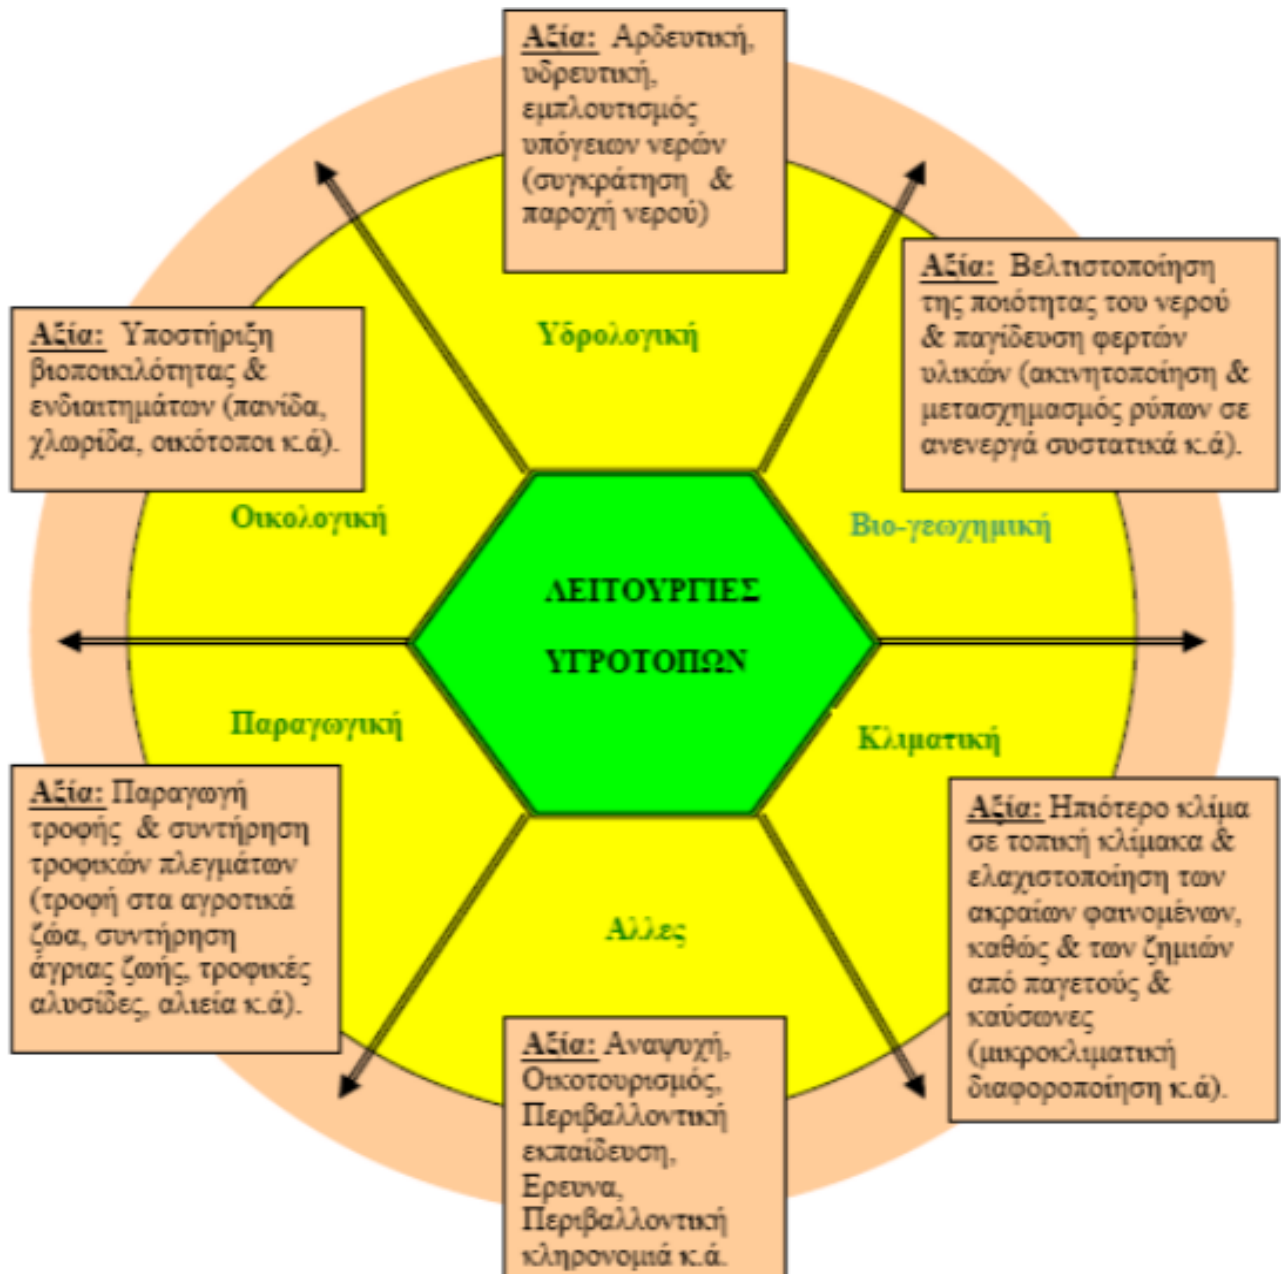 Αξία: Αρδευτική,
υδρευτική,
εμπλουτισμός
υπόγειων νερών
(συγκράτηση &
παροχή νερού)
Υδρολογική
Αξία: Βελτιστοποίηση
της ποιότητας του νερού
& παγίδευση φερτών
υλικών (ακινητοποίηση &
μετασχημασμός ρύπων σε
ανενεργά συστατικά κ.ά).
Βιο-γεωχημική
Αξία: Υποστήριξη
βιοποικιλότητας &
ενδιαιτημάτων (πανίδα,
χλωρίδα, οικότοποι κ.ά).
Οικολογική
ΛΕΙΤΟΥΡΓΙΕΣ
ΥΓΡΟΤΟΠΩΝ
Παραγωγική
Αξία: Παραγωγή
τροφής & συντήρηση
τροφικών πλεγμάτων
(τροφή στα αγροτικά
ζώα, συντήρηση
άγριας ζωής, τροφικές
αλυσίδες, αλιεία κ.ά).
Κλιματική
Αξία: Ηπιότερο κλίμα
σε τοπική κλίμακα &
ελαχιστοποίηση των
ακραίων φαινομένων,
καθώς & των ζημιών
από παγετούς &
καύσωνες
(μικροκλιματική
διαφοροποίηση κ.ά).
Αλλες
Αξία: Αναψυχή,
Οικοτουρισμός,
Περιβαλλοντική
εκπαίδευση,
Ερευνα,
Περιβαλλοντική
κληρονομιά κ.ά.